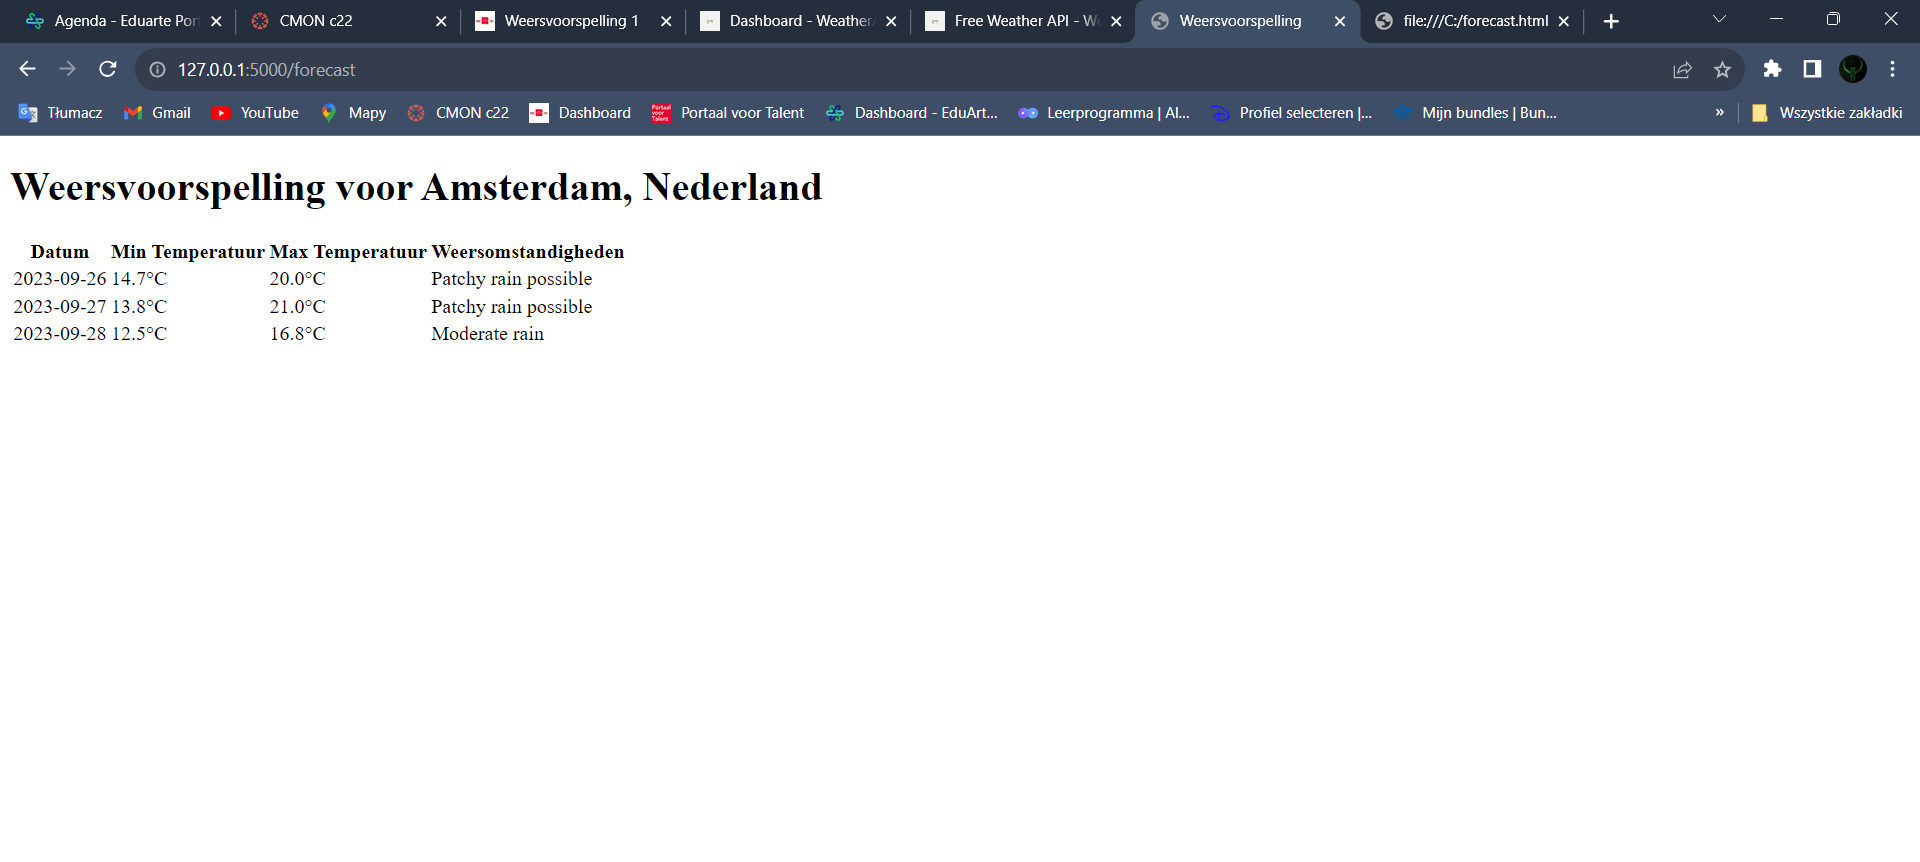 Agenda - Eduarte Por
CMON c22
Weersvoorspelling 1
Dashboard - Weather
Free Weather API - We
Weersvoorspelling
file:///C:/forecast.html
127.0.0.1:5000/forecast
Tłumacz
Gmail
YouTube
Mapy
CMON c22
Dashboard
Portaal voor Talent
Portaal voor Talent
Dashboard - EduArt...
Leerprogramma | Al...
Profiel selecteren |...
Mijn bundles | Bun...
»
Wszystkie zakładki
Weersvoorspelling voor Amsterdam, Nederland
Datum Min Temperatuur Max Temperatuur Weersomstandigheden
2023-09-26 14.7°C 20.0°C Patchy rain possible
2023-09-27 13.8°C 21.0°C Patchy rain possible
2023-09-28 12.5°C 16.8°C Moderate rain